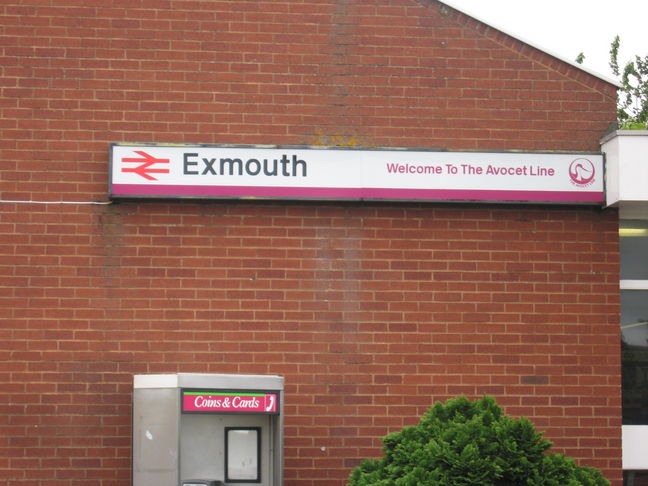 Exmouth
Welcome To The Avocet Line
Coins & Cards